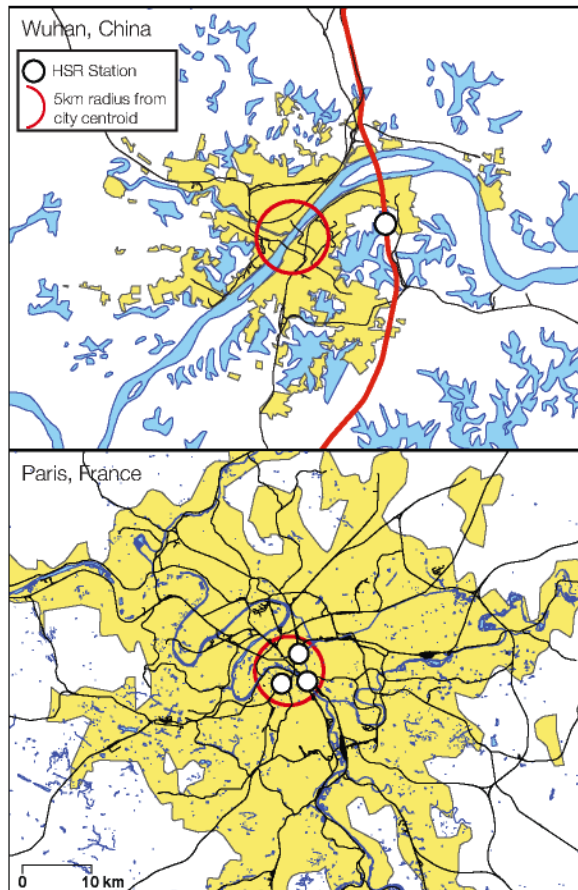 Wuhan, China
HSR Station
5km radius from
city centroid
Paris, France
0 10 km